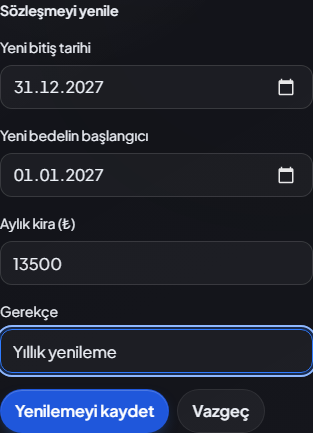 Sözleşmeyi yenile
Yeni bitiş tarihi
31.12.2027
Yeni bedelin başlangıcı
01.01.2027
Aylık kira (₺)
13500
Gerekçe
Yıllık yenileme
Yenilemeyi kaydet
Vazgeç